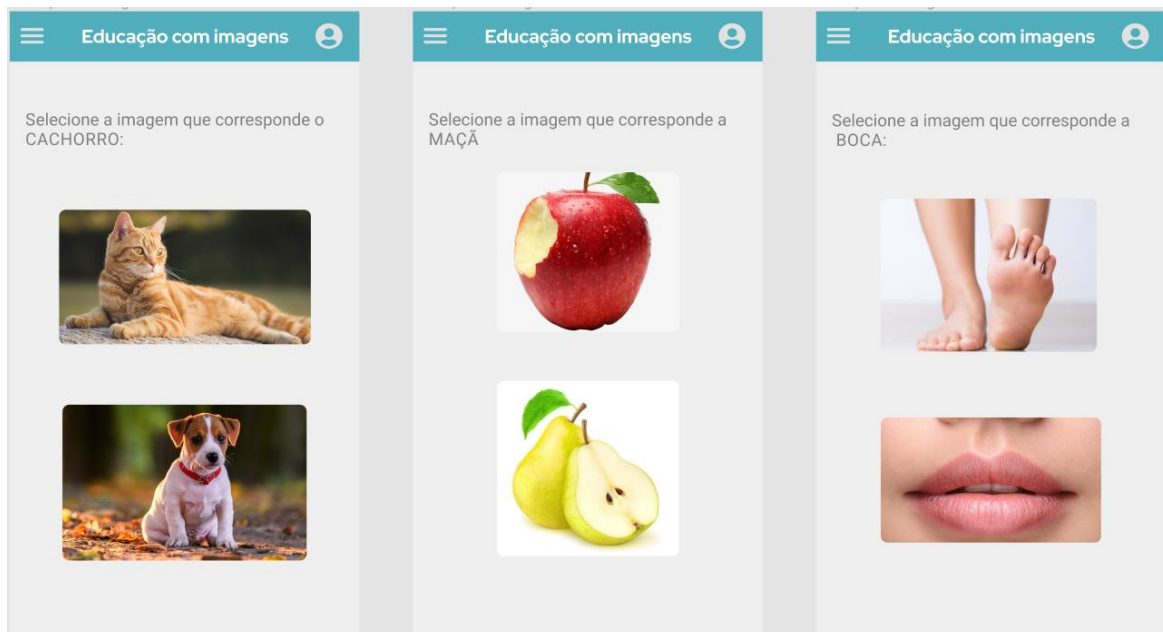 Educação com imagens
Selecione a imagem que corresponde o
CACHORRO:
Educação com imagens
Selecione a imagem que corresponde a
MAÇÃ
Educação com imagens
Selecione a imagem que corresponde a
BOCA: